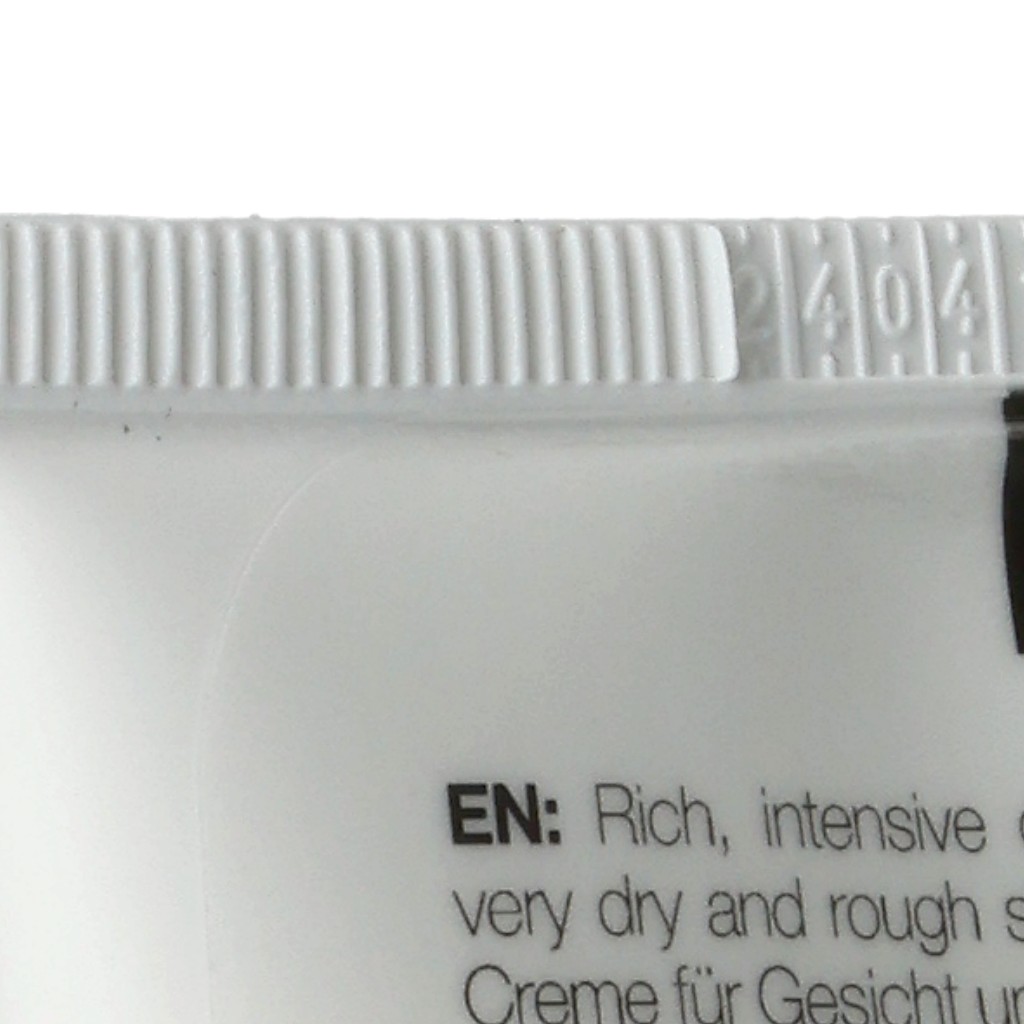 2404
EN: Rich, intensive
very dry and rough
Creme für Gesicht